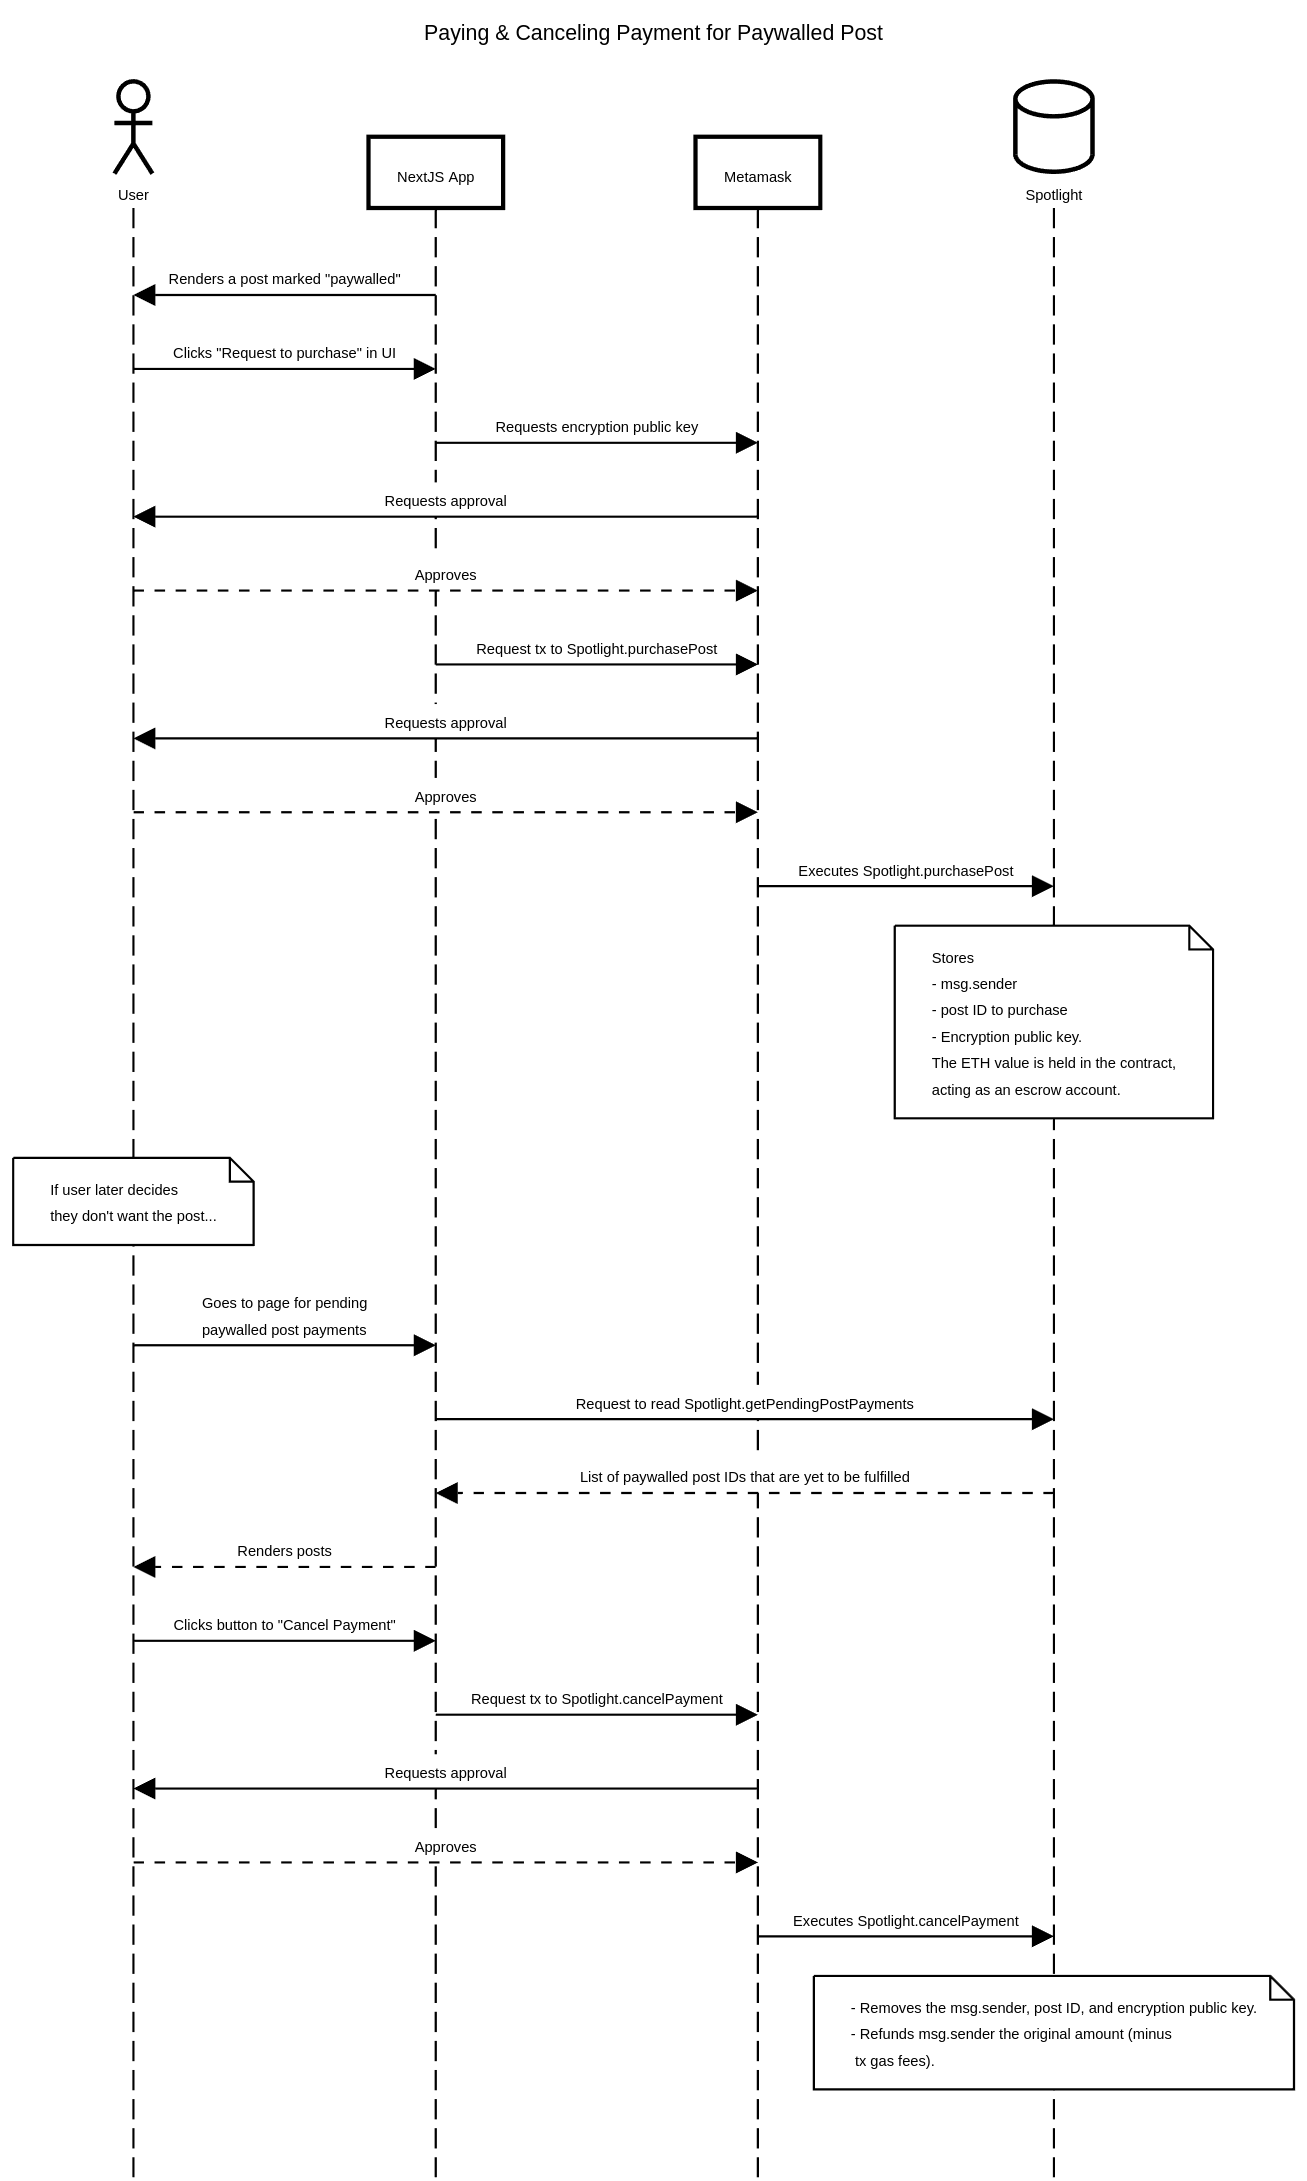 Paying & Canceling Payment for Paywalled Post
User
NextJS App
Metamask
Spotlight
Renders a post marked "paywalled"
Clicks "Request to purchase" in UI
Requests encryption public key
Requests approval
Approves
Request tx to Spotlight.purchasePost
Requests approval
Approves
Executes Spotlight.purchasePost
Stores
- msg.sender
- post ID to purchase
- Encryption public key.
The ETH value is held in the contract,
acting as an escrow account.
If user later decides
they don't want the post...
Goes to page for pending
paywalled post payments
Request to read Spotlight.getPendingPostPayments
List of paywalled post IDs that are yet to be fulfilled
Renders posts
Clicks button to "Cancel Payment"
Request tx to Spotlight.cancelPayment
Requests approval
Approves
Executes Spotlight.cancelPayment
- Removes the msg.sender, post ID, and encryption public key.
- Refunds msg.sender the original amount (minus
tx gas fees).